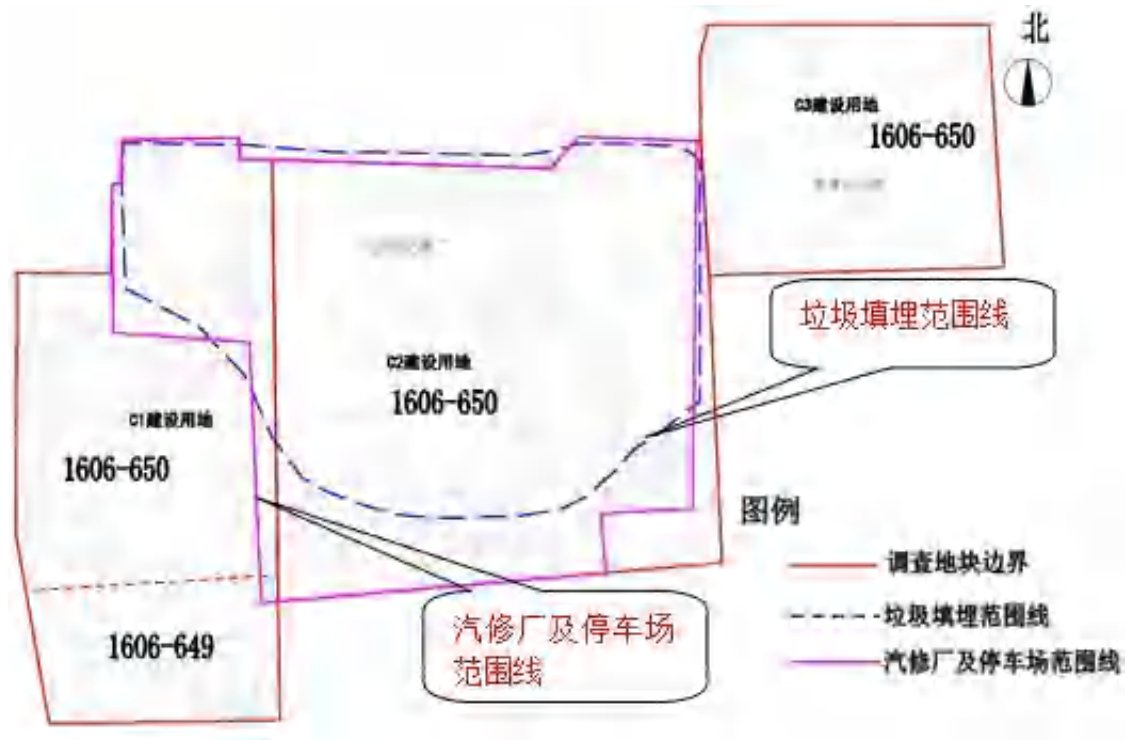 北
C3建设用地
1606-650
垃圾填埋范围线
C2建设用地
1606-650
C1建设用地
1606-650
图例
调查地块边界
垃圾填埋范围线
汽修厂及停车场范围线
汽修厂及停车场
范围线
1606-649